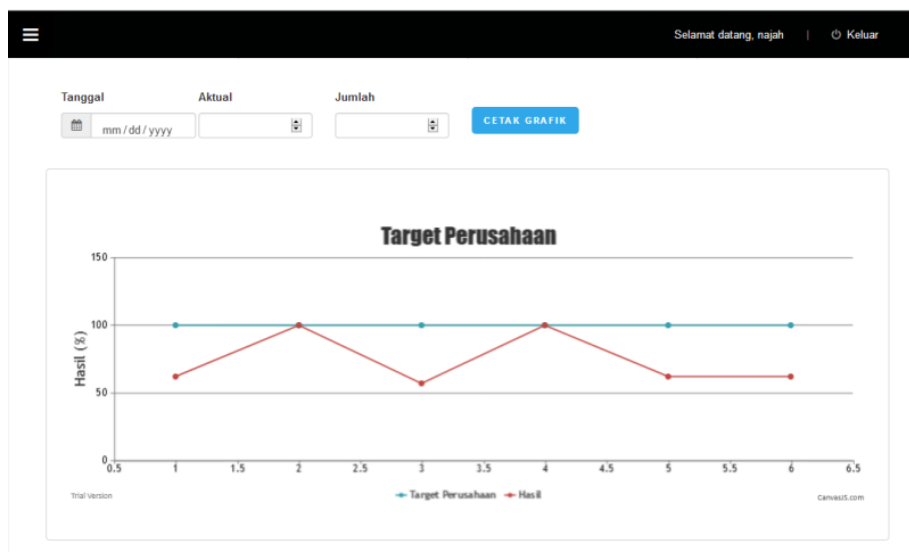 Selamat datang, najah | Keluar
Tanggal Aktual Jumlah
mm / dd / yyyy
CETAK GRAFIK
Target Perusahaan
Hasil (%)
150
100
50
0
0.5 1 1.5 2 2.5 3 3.5 4 4.5 5 5.5 6 6.5
Target Perusahaan Hasil
Trial Version
CanvasJS.com